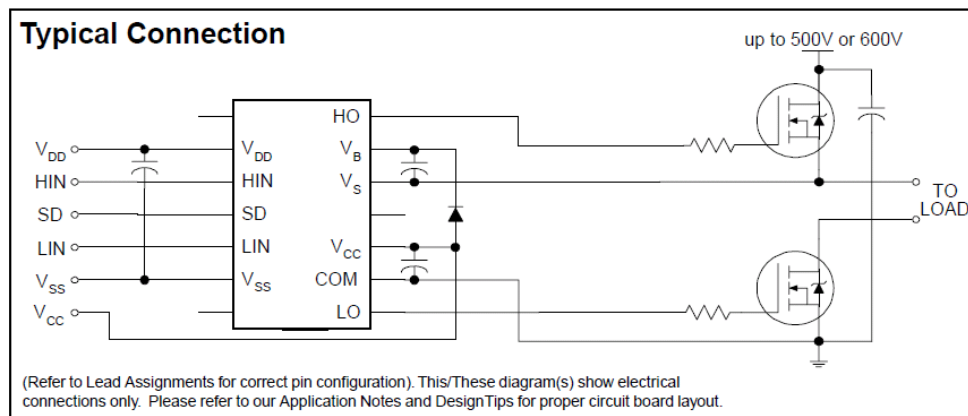 Typical Connection
up to 500V or 600V
HO
V_DD V_DD V_B
HIN HIN V_S
SD SD
TO
LOAD
LIN LIN V_CC
V_SS V_SS COM
V_CC LO
(Refer to Lead Assignments for correct pin configuration). This/These diagram(s) show electrical
connections only. Please refer to our Application Notes and DesignTips for proper circuit board layout.